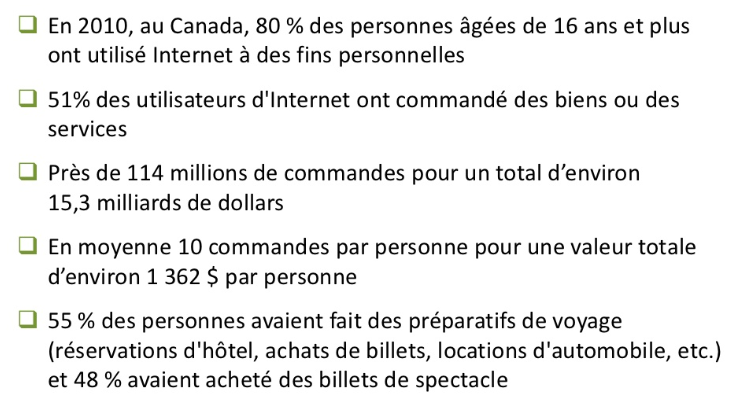 En 2010, au Canada, 80 % des personnes âgées de 16 ans et plus
ont utilisé Internet à des fins personnelles
51% des utilisateurs d'Internet ont commandé des biens ou des
services
Près de 114 millions de commandes pour un total d’environ
15,3 milliards de dollars
En moyenne 10 commandes par personne pour une valeur totale
d’environ 1 362 $ par personne
55 % des personnes avaient fait des préparatifs de voyage
(réservations d'hôtel, achats de billets, locations d'automobile, etc.)
et 48 % avaient acheté des billets de spectacle